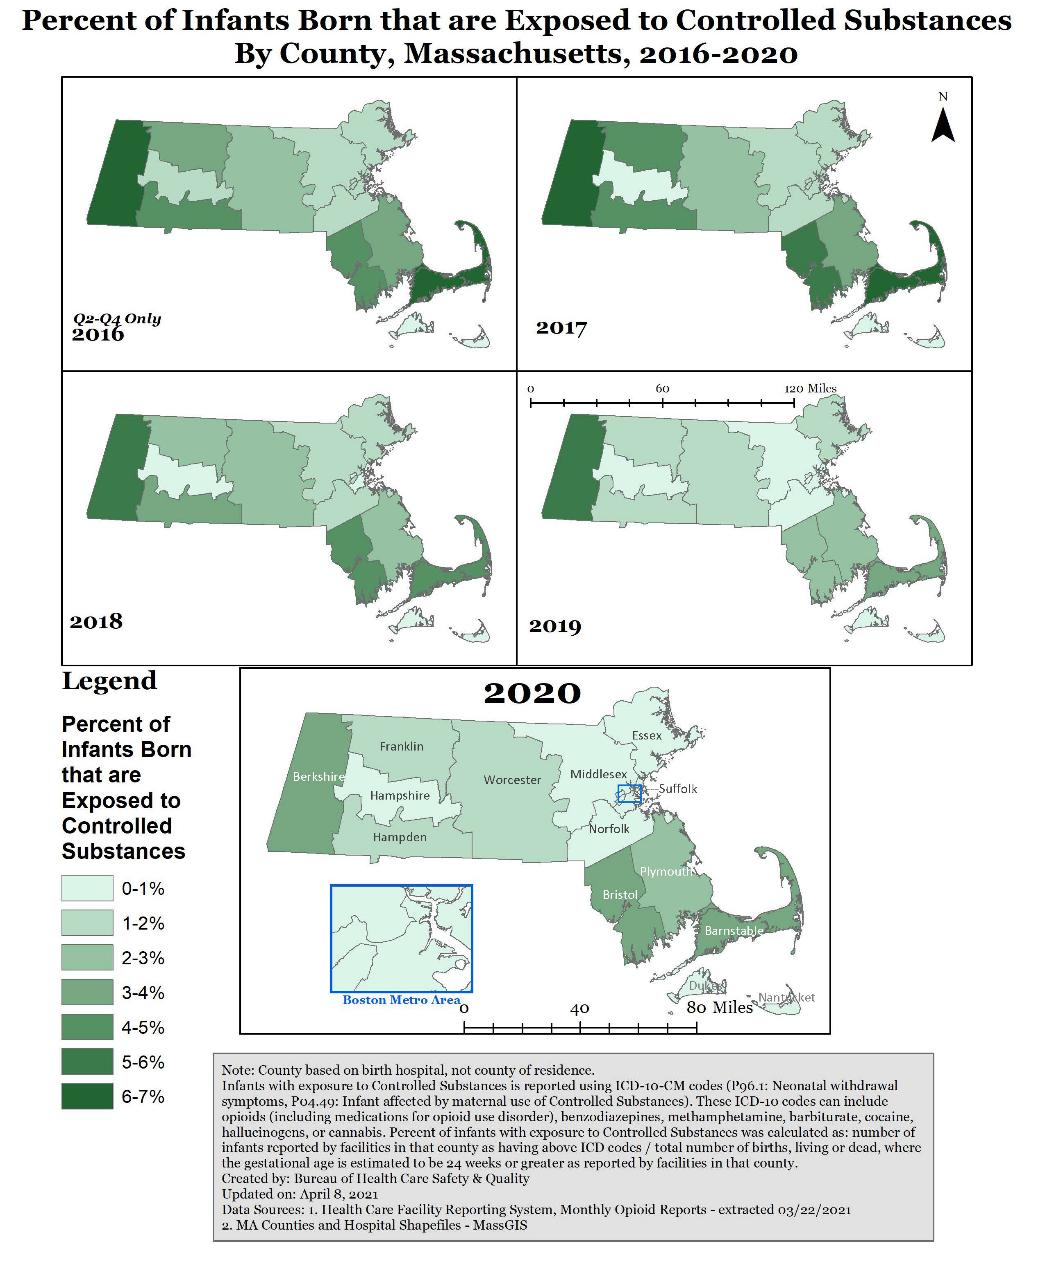 Percent of Infants Born that are Exposed to Controlled Substances
By County, Massachusetts, 2016-2020
N
Q2-Q4 Only
2016
2017
2018
0 60 120 Miles
2019
Legend
Percent of
Infants Born
that are
Exposed to
Controlled
Substances
0-1%
1-2%
2-3%
3-4%
4-5%
5-6%
6-7%
2020
Essex
Franklin
Berkshire
Worcester
Middlesex
Suffolk
Hampshire
Norfolk
Hampden
Plymouth
Bristol
Barnstable
Dukes
Nantucket
Boston Metro Area
0 40 80 Miles
Note: County based on birth hospital, not county of residence.
Infants with exposure to Controlled Substances is reported using ICD-10-CM codes (P96.1: Neonatal withdrawal
symptoms, P04.49: Infant affected by maternal use of Controlled Substances). These ICD-10 codes can include
opioids (including medications for opioid use disorder), benzodiazepines, methamphetamine, barbiturate, cocaine,
hallucinogens, or cannabis. Percent of infants with exposure to Controlled Substances was calculated as: number of
infants reported by facilities in that county as having above ICD codes / total number of births, living or dead, where
the gestational age is estimated to be 24 weeks or greater as reported by facilities in that county.
Created by: Bureau of Health Care Safety & Quality
Updated on: April 8, 2021
Data Sources: 1. Health Care Facility Reporting System, Monthly Opioid Reports - extracted 03/22/2021
2. MA Counties and Hospital Shapefiles - MassGIS